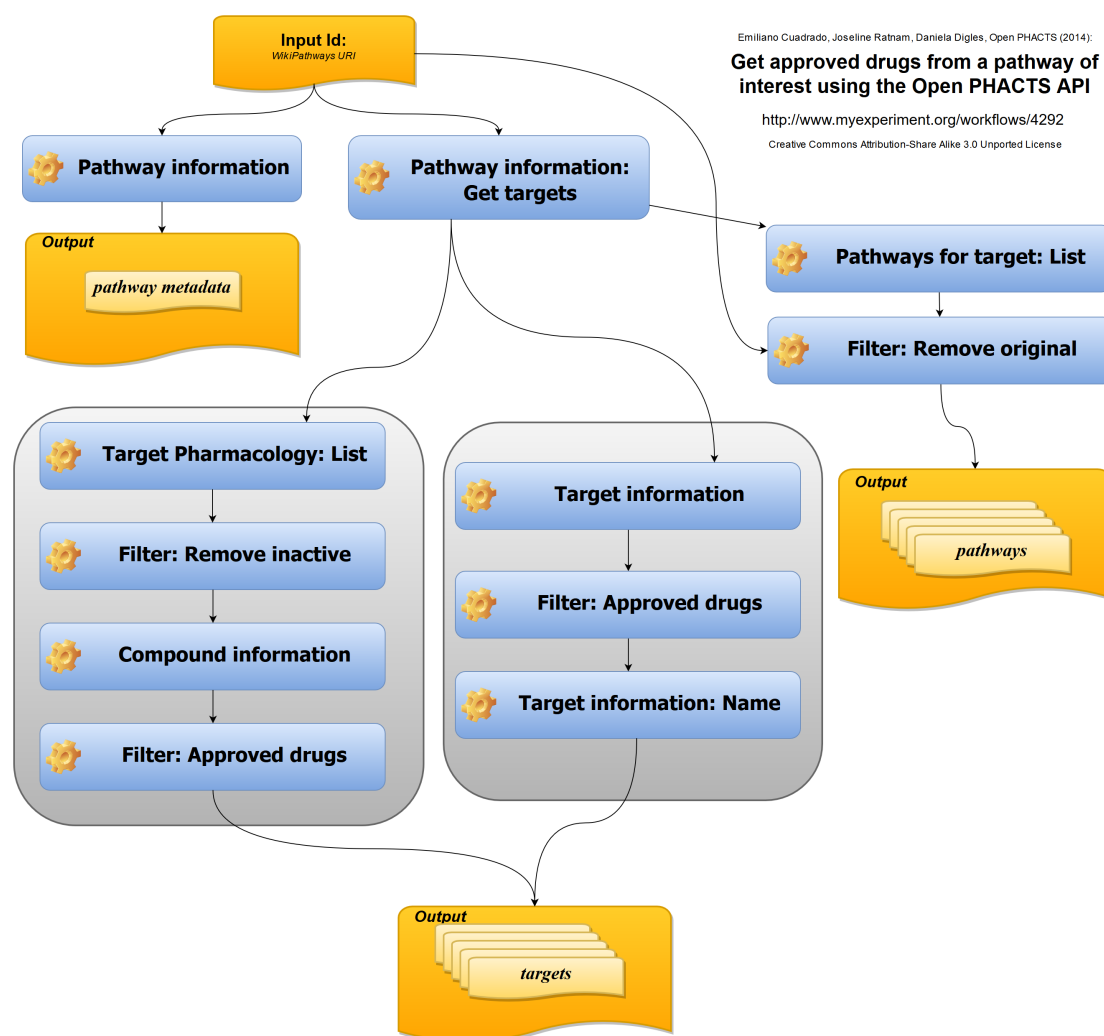 Input Id:
WikiPathways URI
Emiliano Cuadrado, Joseline Ratnam, Daniela Digles, Open PHACTS (2014):
Get approved drugs from a pathway of
interest using the Open PHACTS API
http://www.myexperiment.org/workflows/4292
Creative Commons Attribution-Share Alike 3.0 Unported License
Pathway information
Pathway information:
Get targets
Output
pathway metadata
Pathways for target: List
Filter: Remove original
Target Pharmacology: List
Filter: Remove inactive
Compound information
Filter: Approved drugs
Target information
Filter: Approved drugs
Target information: Name
Output
pathways
Output
targets